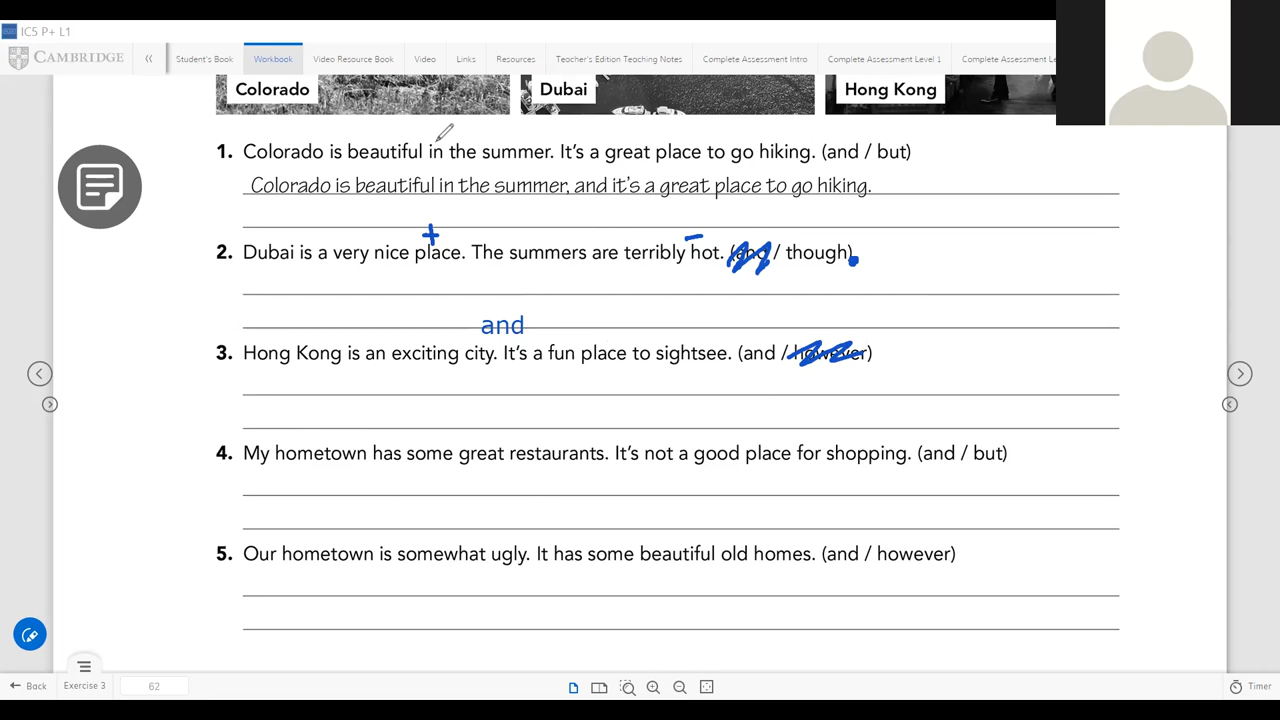 IC5 P+ L1
CAMBRIDGE
Student's Book
Workbook
Video Resource Book
Video
Links
Resources
Teacher's Edition Teaching Notes
Complete Assessment Intro
Complete Assessment Level 1
Complete Assessment Le
Colorado
Dubai
Hong Kong
1. Colorado is beautiful in the summer. It's a great place to go hiking. (and / but)
Colorado is beautiful in the summer, and it's a great place to go hiking.
+ −
2. Dubai is a very nice place. The summers are terribly hot. (and / though).
and
3. Hong Kong is an exciting city. It's a fun place to sightsee. (and / however)
4. My hometown has some great restaurants. It's not a good place for shopping. (and / but)
5. Our hometown is somewhat ugly. It has some beautiful old homes. (and / however)
Back
Exercise 3
62
Timer